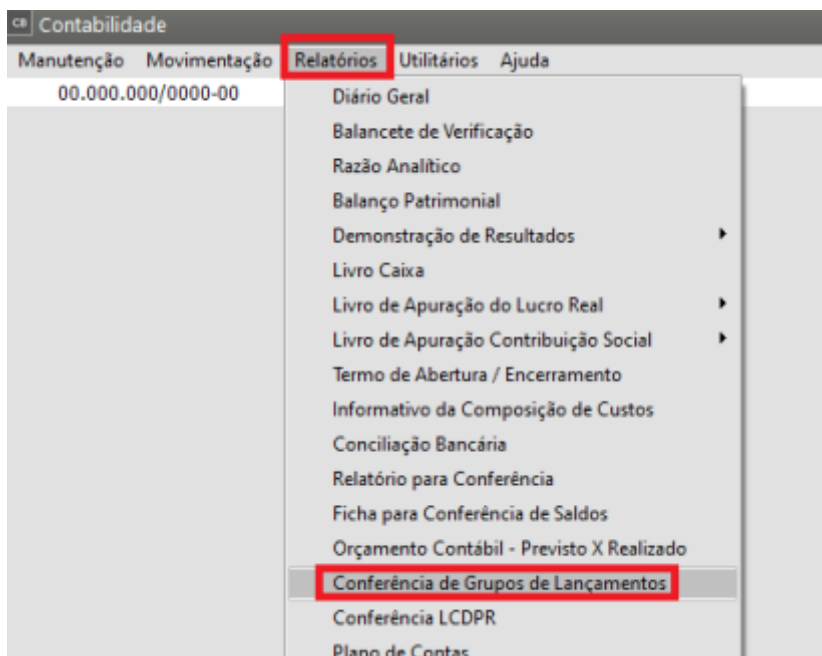 CB Contabilidade
Manutenção Movimentação Relatórios Utilitários Ajuda
00.000.000/0000-00
Diário Geral
Balancete de Verificação
Razão Analítico
Balanço Patrimonial
Demonstração de Resultados
Livro Caixa
Livro de Apuração do Lucro Real
Livro de Apuração Contribuição Social
Termo de Abertura / Encerramento
Informativo da Composição de Custos
Conciliação Bancária
Relatório para Conferência
Ficha para Conferência de Saldos
Orçamento Contábil - Previsto X Realizado
Conferência de Grupos de Lançamentos
Conferência LCDPR
Plano de Contas